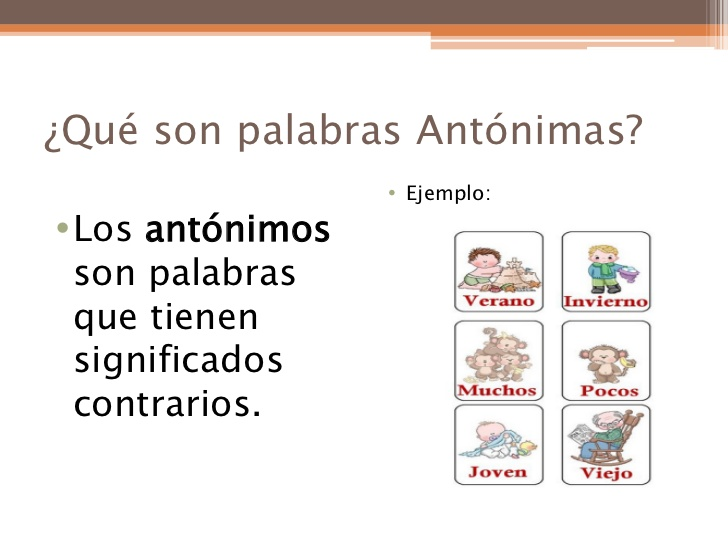 ¿Qué son palabras Antónimas?
•Los antónimos
son palabras
que tienen
significados
contrarios.
• Ejemplo:
Verano Invierno
Muchos Pocos
Joven Viejo